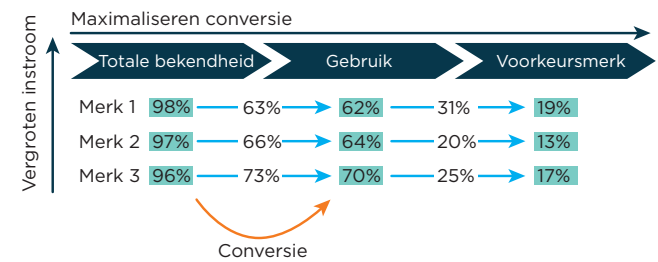 Maximaliseren conversie
Vergroten instroom
Totale bekendheid Gebruik Voorkeursmerk
Merk 1 98% 63% 62% 31% 19%
Merk 2 97% 66% 64% 20% 13%
Merk 3 96% 73% 70% 25% 17%
Conversie